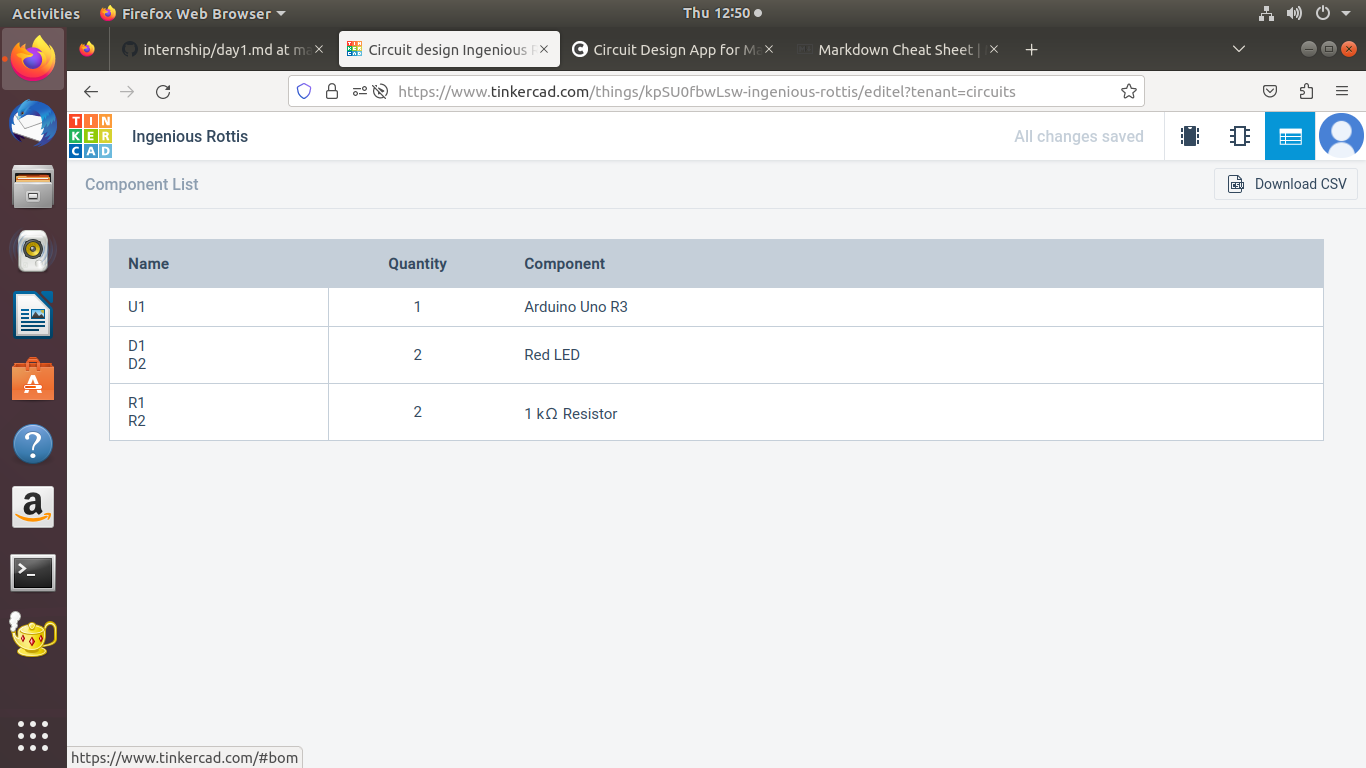 Activities Firefox Web Browser Thu 12:50
internship/day1.md at ma Circuit design Ingenious R Circuit Design App for Ma Markdown Cheat Sheet |
https://www.tinkercad.com/things/kpSU0fbwLsw-ingenious-rottis/editel?tenant=circuits
TIN Ingenious Rottis All changes saved
KER
CAD
Component List Download CSV
Name Quantity Component
U1 1 Arduino Uno R3
D1
D2 2 Red LED
R1
R2 2 1 kΩ Resistor
https://www.tinkercad.com/#bom